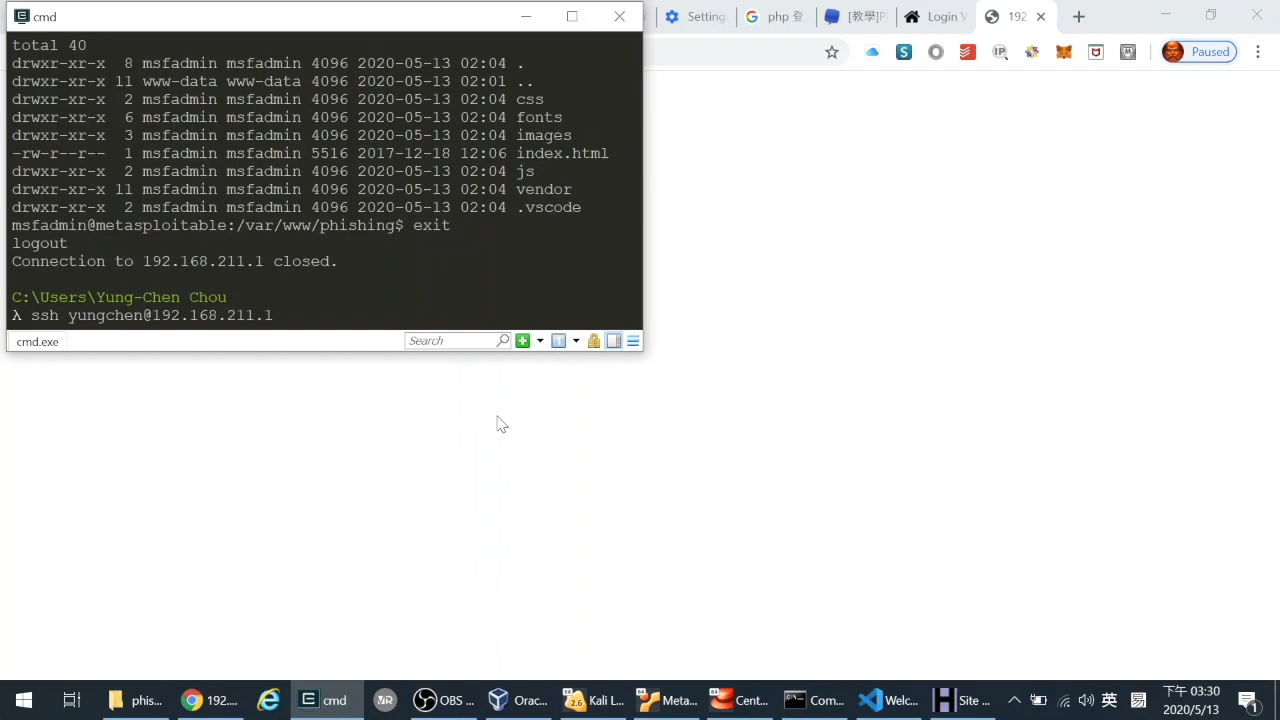 cmd
Setting
php 登
[教學]P
Login V
192
S
IP
Paused
total 40
drwxr-xr-x  8 msfadmin msfadmin 4096 2020-05-13 02:04 .
drwxr-xr-x 11 www-data www-data 4096 2020-05-13 02:01 ..
drwxr-xr-x  2 msfadmin msfadmin 4096 2020-05-13 02:04 css
drwxr-xr-x  6 msfadmin msfadmin 4096 2020-05-13 02:04 fonts
drwxr-xr-x  3 msfadmin msfadmin 4096 2020-05-13 02:04 images
-rw-r--r--  1 msfadmin msfadmin 5516 2017-12-18 12:06 index.html
drwxr-xr-x  2 msfadmin msfadmin 4096 2020-05-13 02:04 js
drwxr-xr-x 11 msfadmin msfadmin 4096 2020-05-13 02:04 vendor
drwxr-xr-x  2 msfadmin msfadmin 4096 2020-05-13 02:04 .vscode
msfadmin@metasploitable:/var/www/phishing$ exit
logout
Connection to 192.168.211.1 closed.
C:\Users\Yung-Chen Chou
λ ssh yungchen@192.168.211.1
cmd.exe
Search
phis...
192....
cmd
VR
OBS ...
Orac...
Kali L...
Meta...
Cent...
Com...
Welc...
Site ...
英
下午 03:30
2020/5/13
1